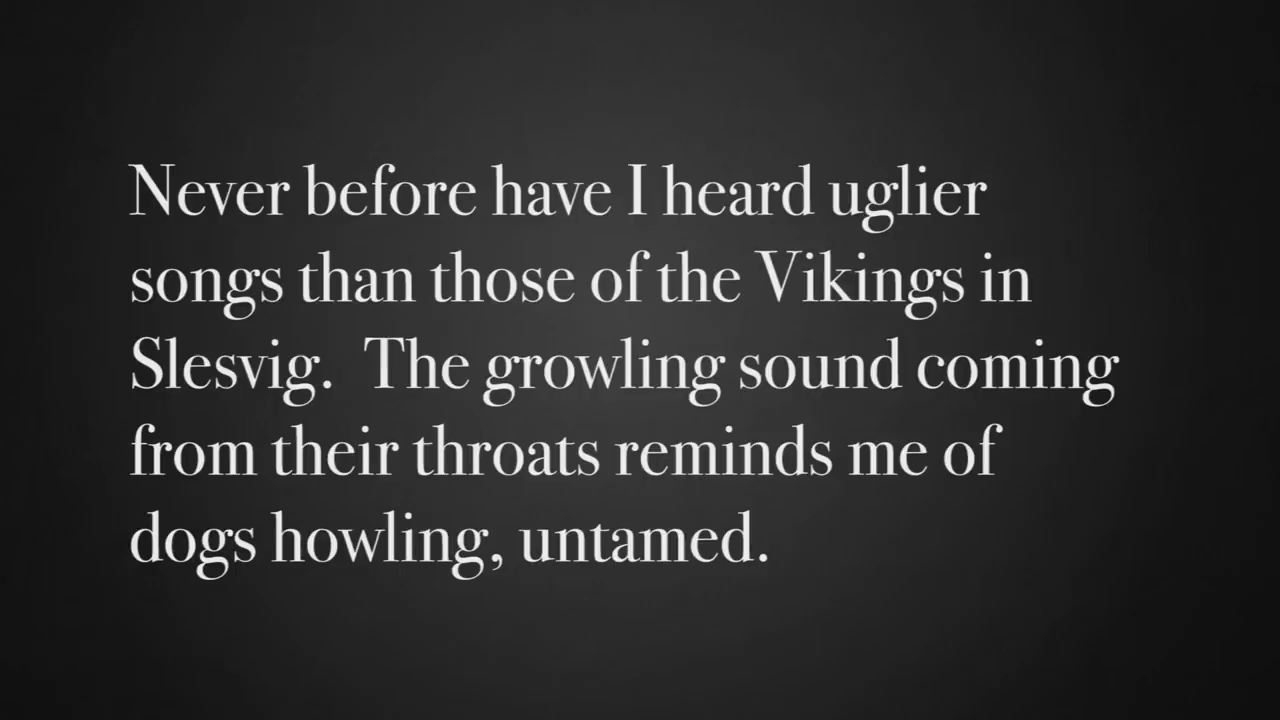 Never before have I heard uglier
songs than those of the Vikings in
Slesvig.  The growling sound coming
from their throats reminds me of
dogs howling, untamed.